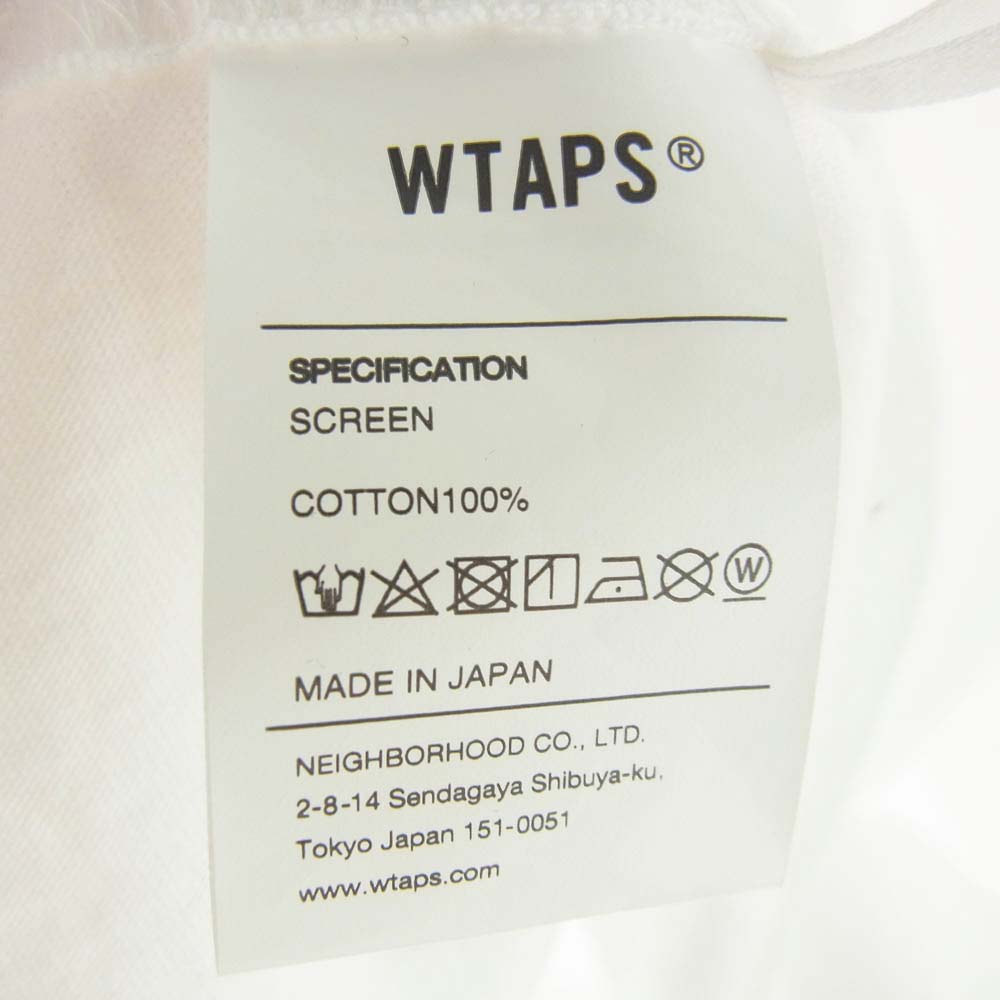 WTAPS®
SPECIFICATION
SCREEN
COTTON100%
W
MADE IN JAPAN
NEIGHBORHOOD CO., LTD.
2-8-14 Sendagaya Shibuya-ku,
Tokyo Japan 151-0051
www.wtaps.com